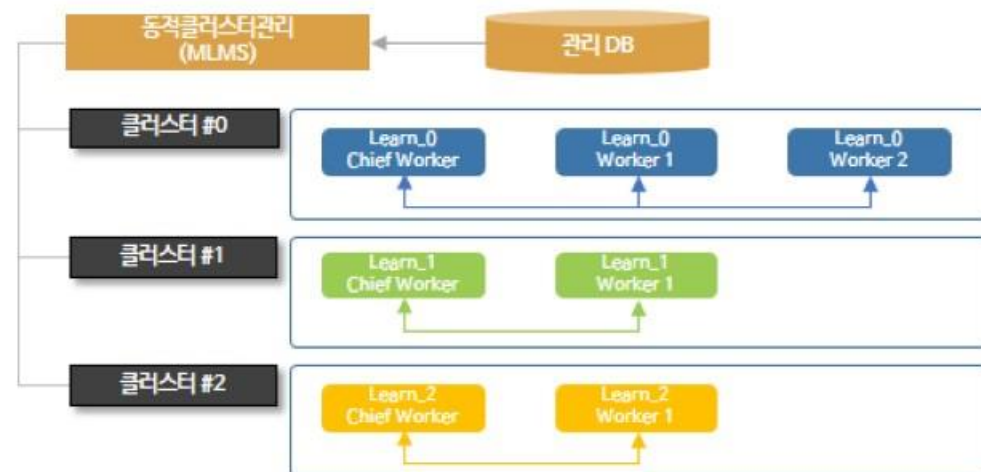 동적클러스터관리
(MLMS)
관리 DB
클러스터 #0
Learn_0
Chief Worker
Learn_0
Worker 1
Learn_0
Worker 2
클러스터 #1
Learn_1
Chief Worker
Learn_1
Worker 1
클러스터 #2
Learn_2
Chief Worker
Learn_2
Worker 1